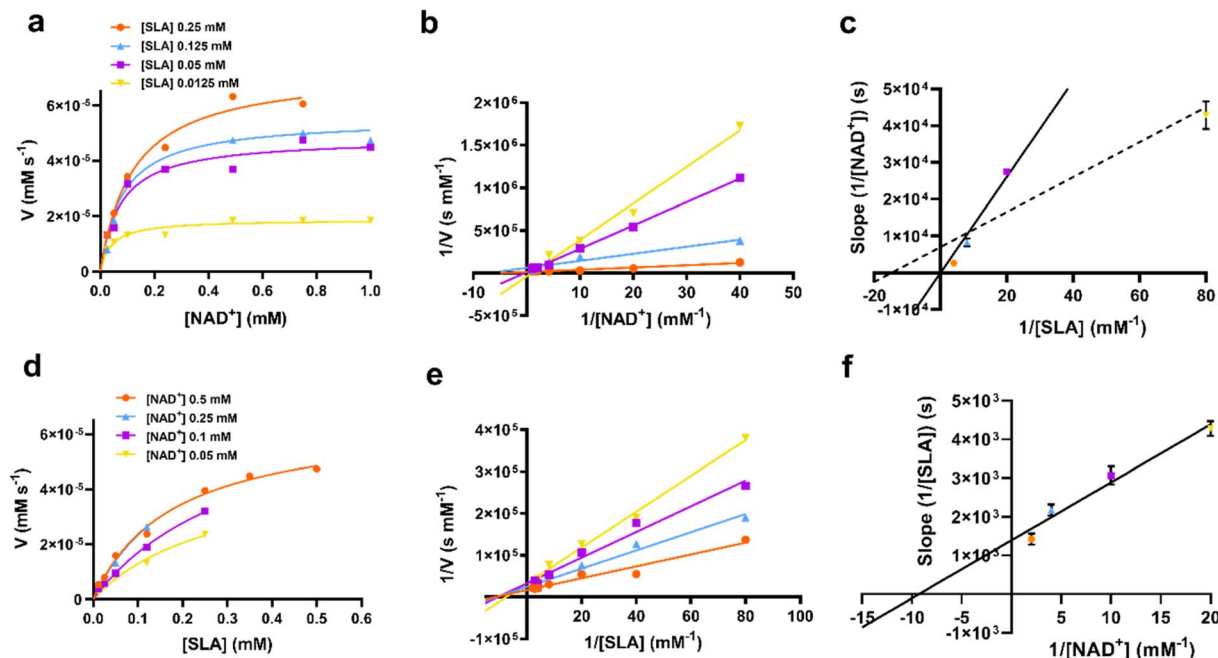 a
[SLA] 0.25 mM
[SLA] 0.125 mM
[SLA] 0.05 mM
[SLA] 0.0125 mM
V (mM s⁻¹)
6×10⁻⁵
4×10⁻⁵
2×10⁻⁵
0
0.0 0.2 0.4 0.6 0.8 1.0
[NAD⁺] (mM)
b
1/V (s mM⁻¹)
2×10⁶
2×10⁶
1×10⁶
5×10⁵
-5×10⁵
-10 10 20 30 40 50
1/[NAD⁺] (mM⁻¹)
c
Slope (1/[NAD⁺]) (s)
5×10⁴
4×10⁴
3×10⁴
2×10⁴
1×10⁴
-1×10⁴
-20 20 40 60 80
1/[SLA] (mM⁻¹)
d
[NAD⁺] 0.5 mM
[NAD⁺] 0.25 mM
[NAD⁺] 0.1 mM
[NAD⁺] 0.05 mM
V (mM s⁻¹)
6×10⁻⁵
4×10⁻⁵
2×10⁻⁵
0
0.0 0.1 0.2 0.3 0.4 0.5 0.6
[SLA] (mM)
e
1/V (s mM⁻¹)
4×10⁵
3×10⁵
2×10⁵
1×10⁵
-1×10⁵
-20 20 40 60 80 100
1/[SLA] (mM⁻¹)
f
Slope (1/[SLA]) (s)
5×10³
4×10³
3×10³
2×10³
1×10³
-1×10³
-15 -10 -5 5 10 15 20
1/[NAD⁺] (mM⁻¹)